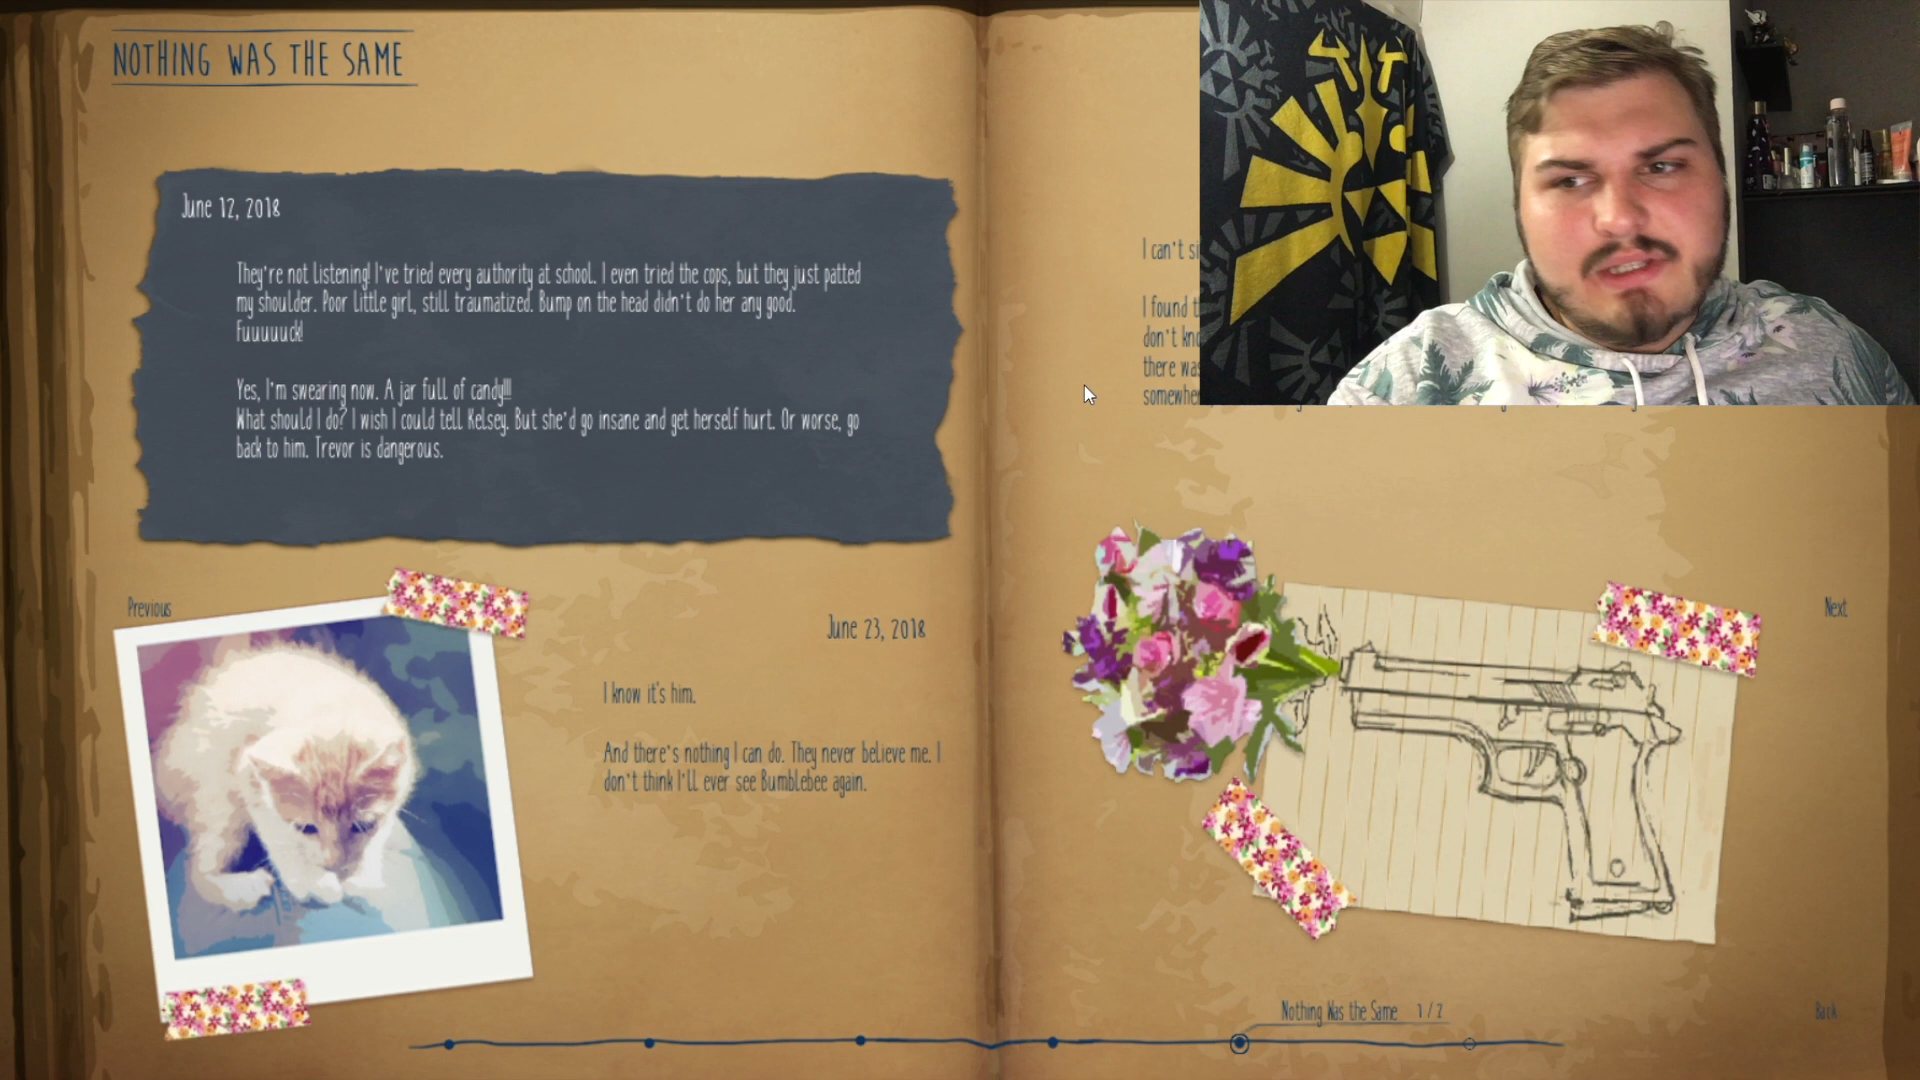 NOTHING WAS THE SAME
June 12, 2018
They're not listening! I've tried every authority at school. I even tried the cops, but they just patted
my shoulder. Poor little girl, still traumatized. Bump on the head didn't do her any good.
Fuuuuuck!
Yes, I'm swearing now. A jar full of candy!!!
What should I do? I wish I could tell Kelsey. But she'd go insane and get herself hurt. Or worse, go
back to him. Trevor is dangerous.
Previous
June 23, 2018
I know it's him.
And there's nothing I can do. They never believe me. I
don't think I'll ever see Bumblebee again.
I can't
I found
don't
there was
Next
Nothing Was the Same 1/2
Back